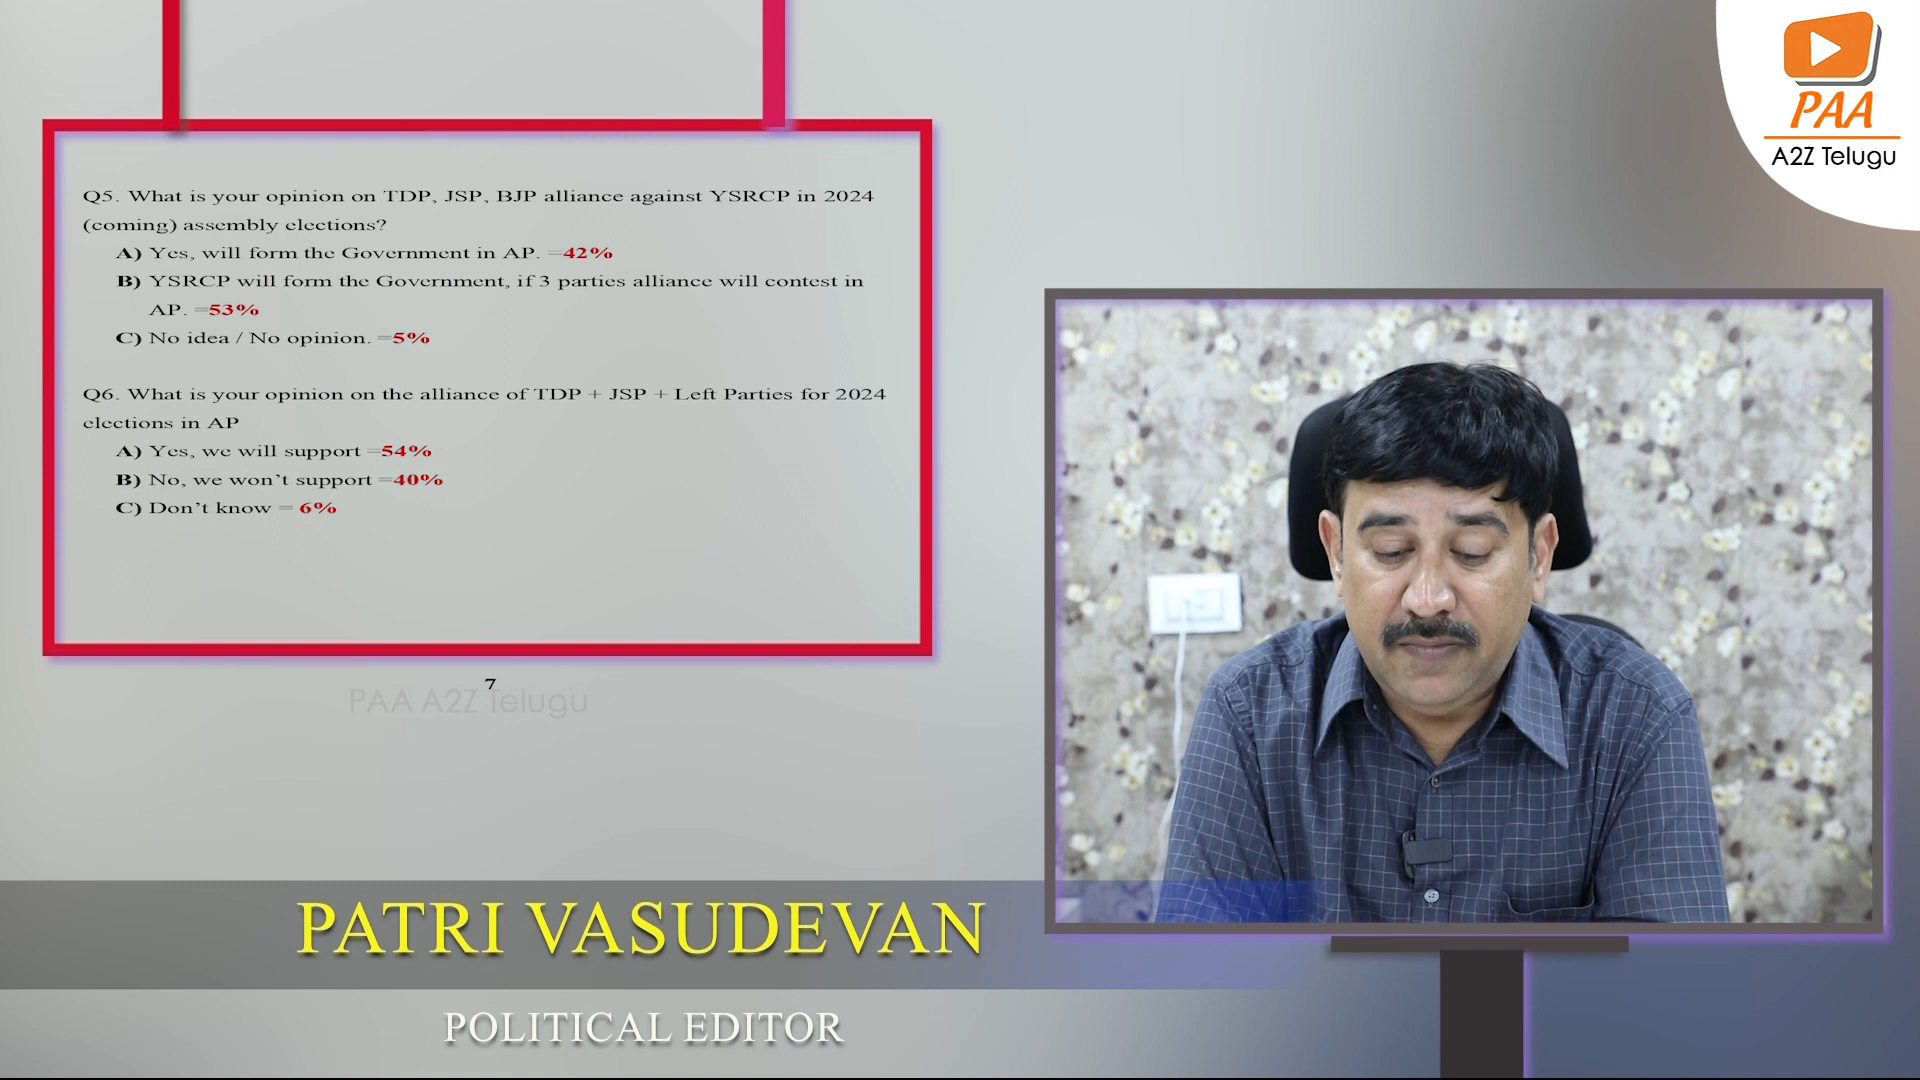 PAA
A2Z Telugu
Q5. What is your opinion on TDP, JSP, BJP alliance against YSRCP in 2024
(coming) assembly elections?
A) Yes, will form the Government in AP. =42%
B) YSRCP will form the Government, if 3 parties alliance will contest in
AP. =53%
C) No idea / No opinion. =5%
Q6. What is your opinion on the alliance of TDP + JSP + Left Parties for 2024
elections in AP
A) Yes, we will support =54%
B) No, we won’t support =40%
C) Don’t know = 6%
7
PAA A2Z Telugu
PATRI VASUDEVAN
POLITICAL EDITOR